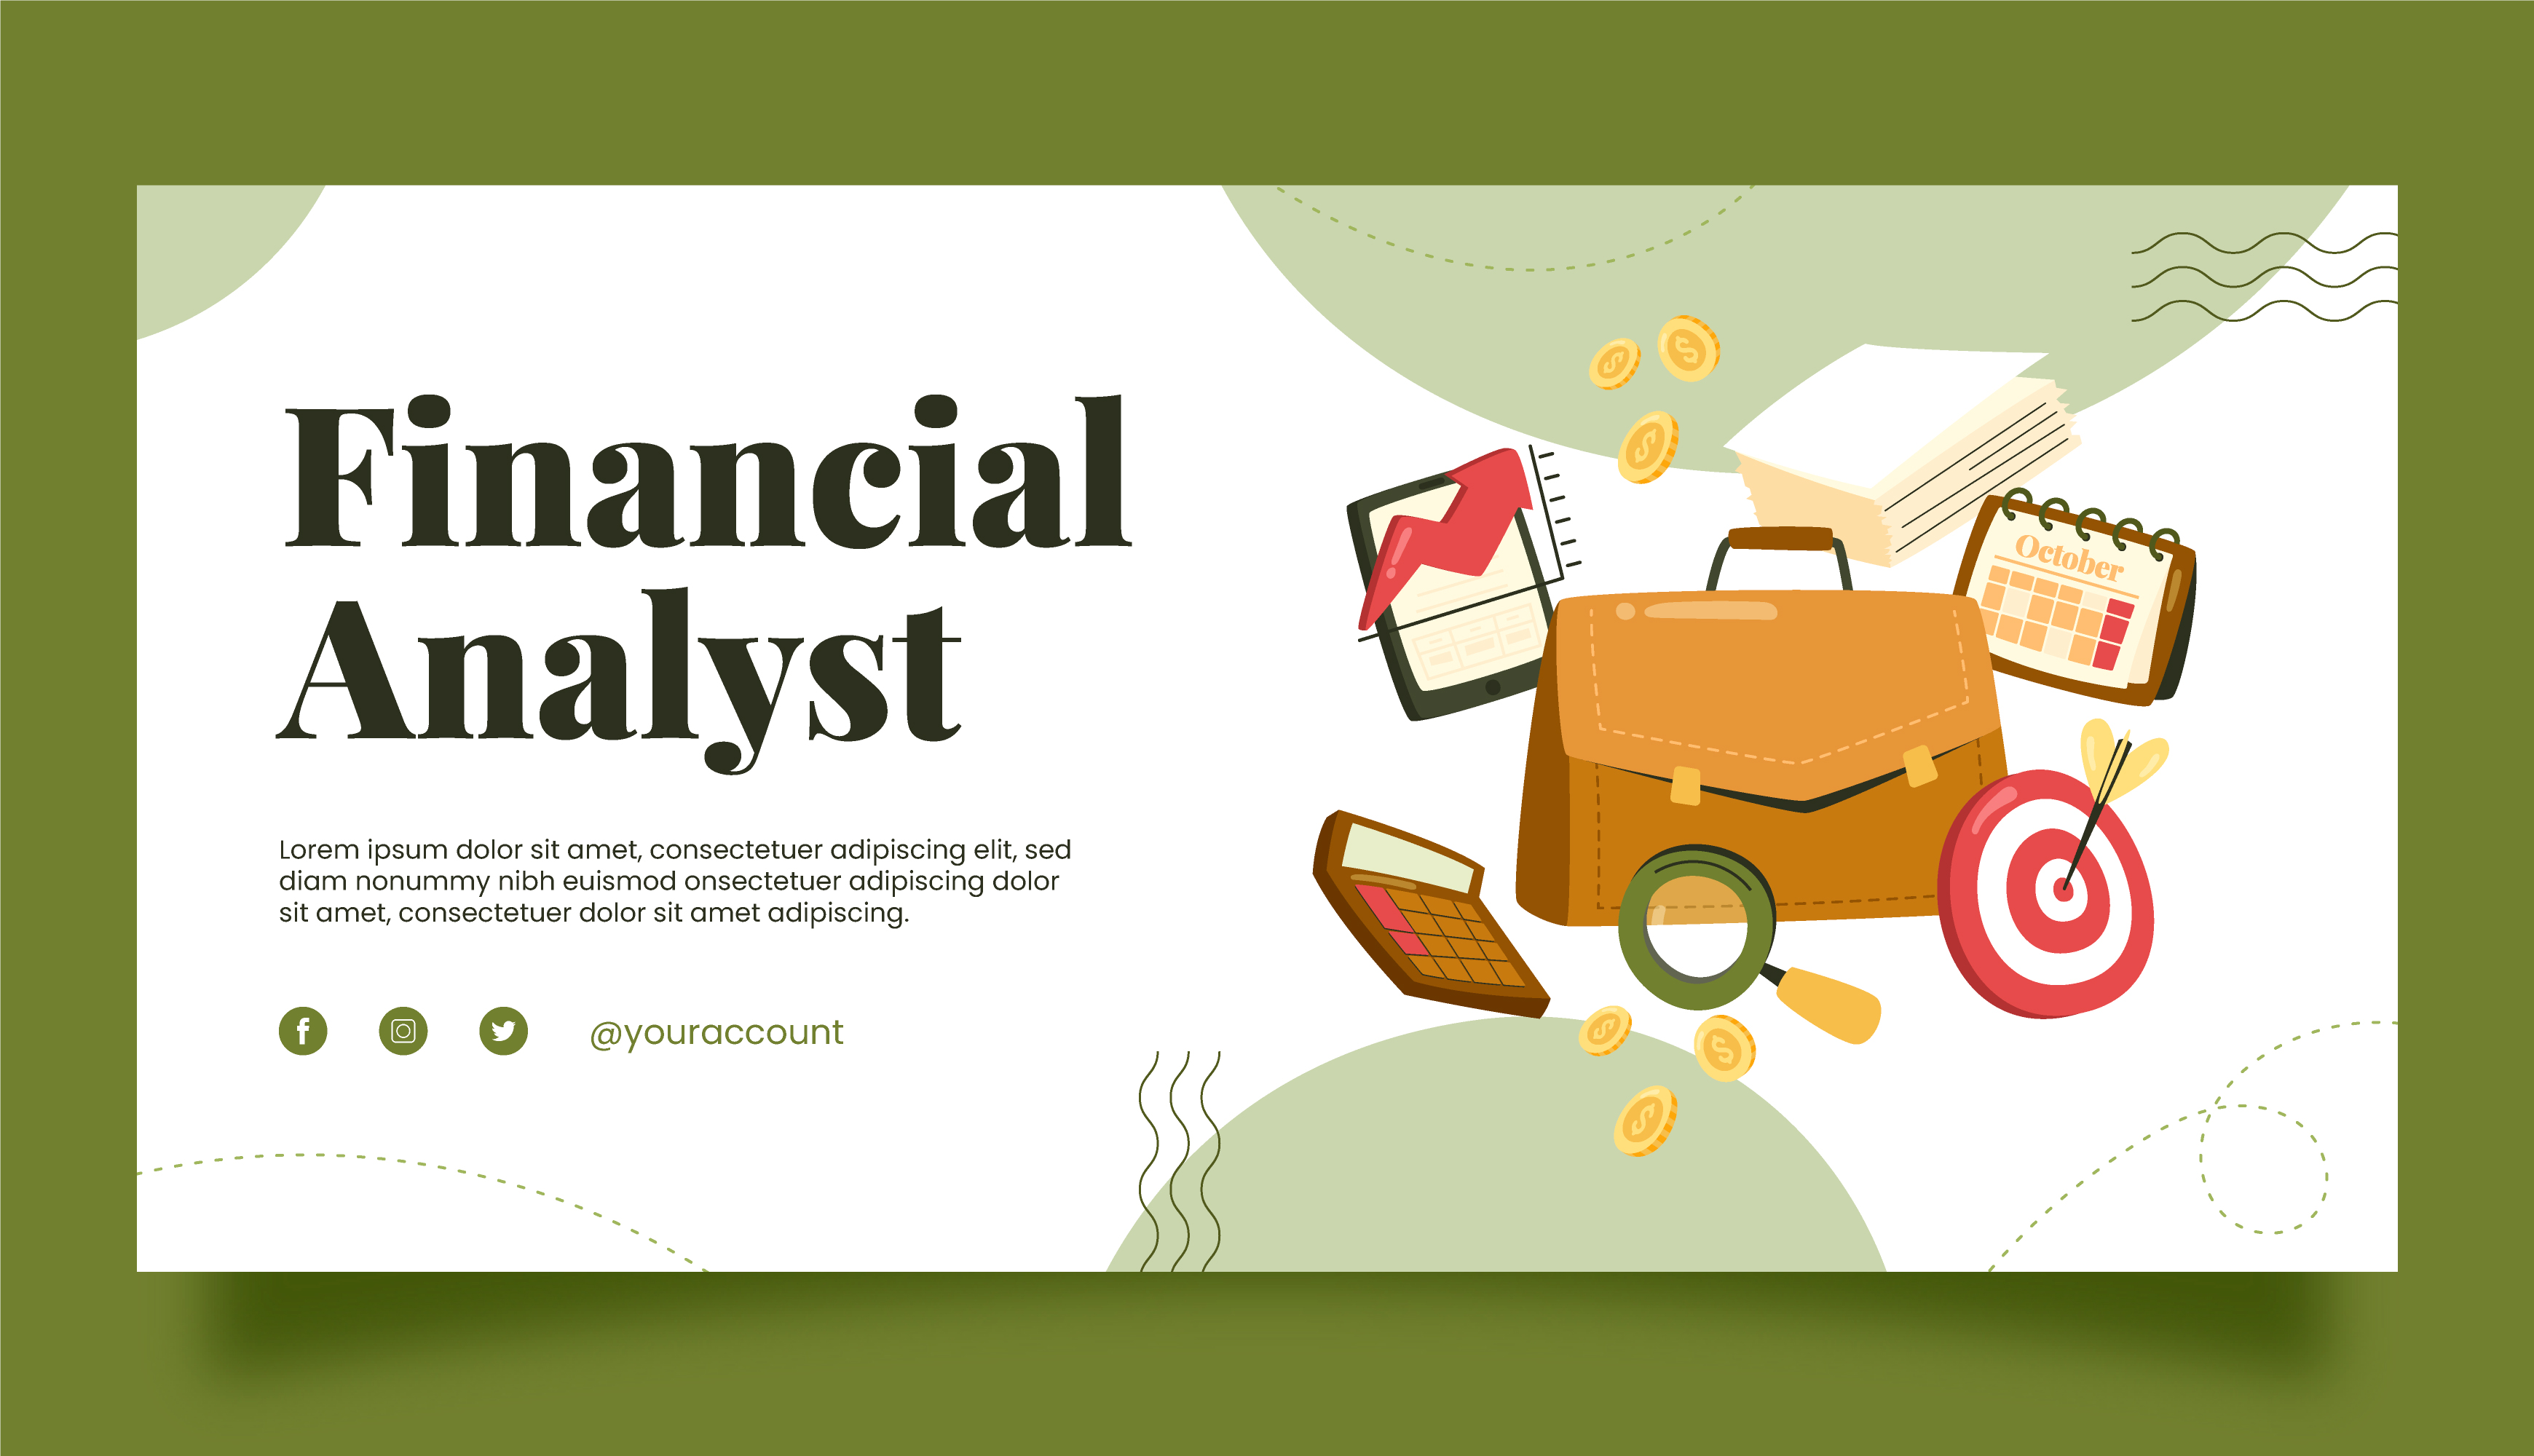 Financial
Analyst
Lorem ipsum dolor sit amet, consectetuer adipiscing elit, sed
diam nonummy nibh euismod onsectetuer adipiscing dolor
sit amet, consectetuer dolor sit amet adipiscing.
@youraccount
October